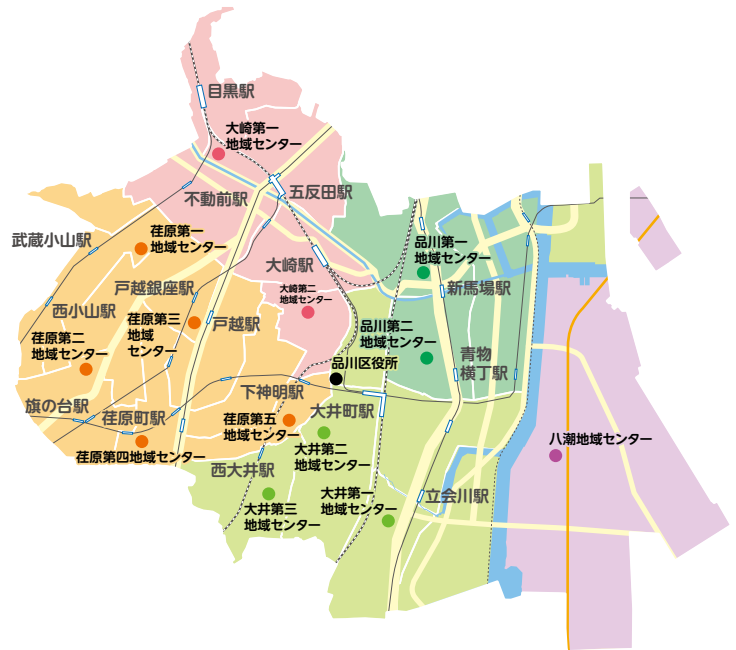 目黒駅
大崎第一
地域センター
不動前駅
五反田駅
武蔵小山駅
荏原第一
地域センター
大崎駅
品川第一
地域センター
戸越銀座駅
大崎第二
地域センター
新馬場駅
西小山駅
荏原第三
地域
センター
戸越駅
品川第二
地域センター
荏原第二
地域センター
品川区役所
青物
横丁駅
旗の台駅
荏原町駅
下神明駅
大井町駅
荏原第五
地域センター
八潮地域センター
荏原第四地域センター
大井第二
地域センター
西大井駅
大井第一
地域センター
立会川駅
大井第三
地域センター